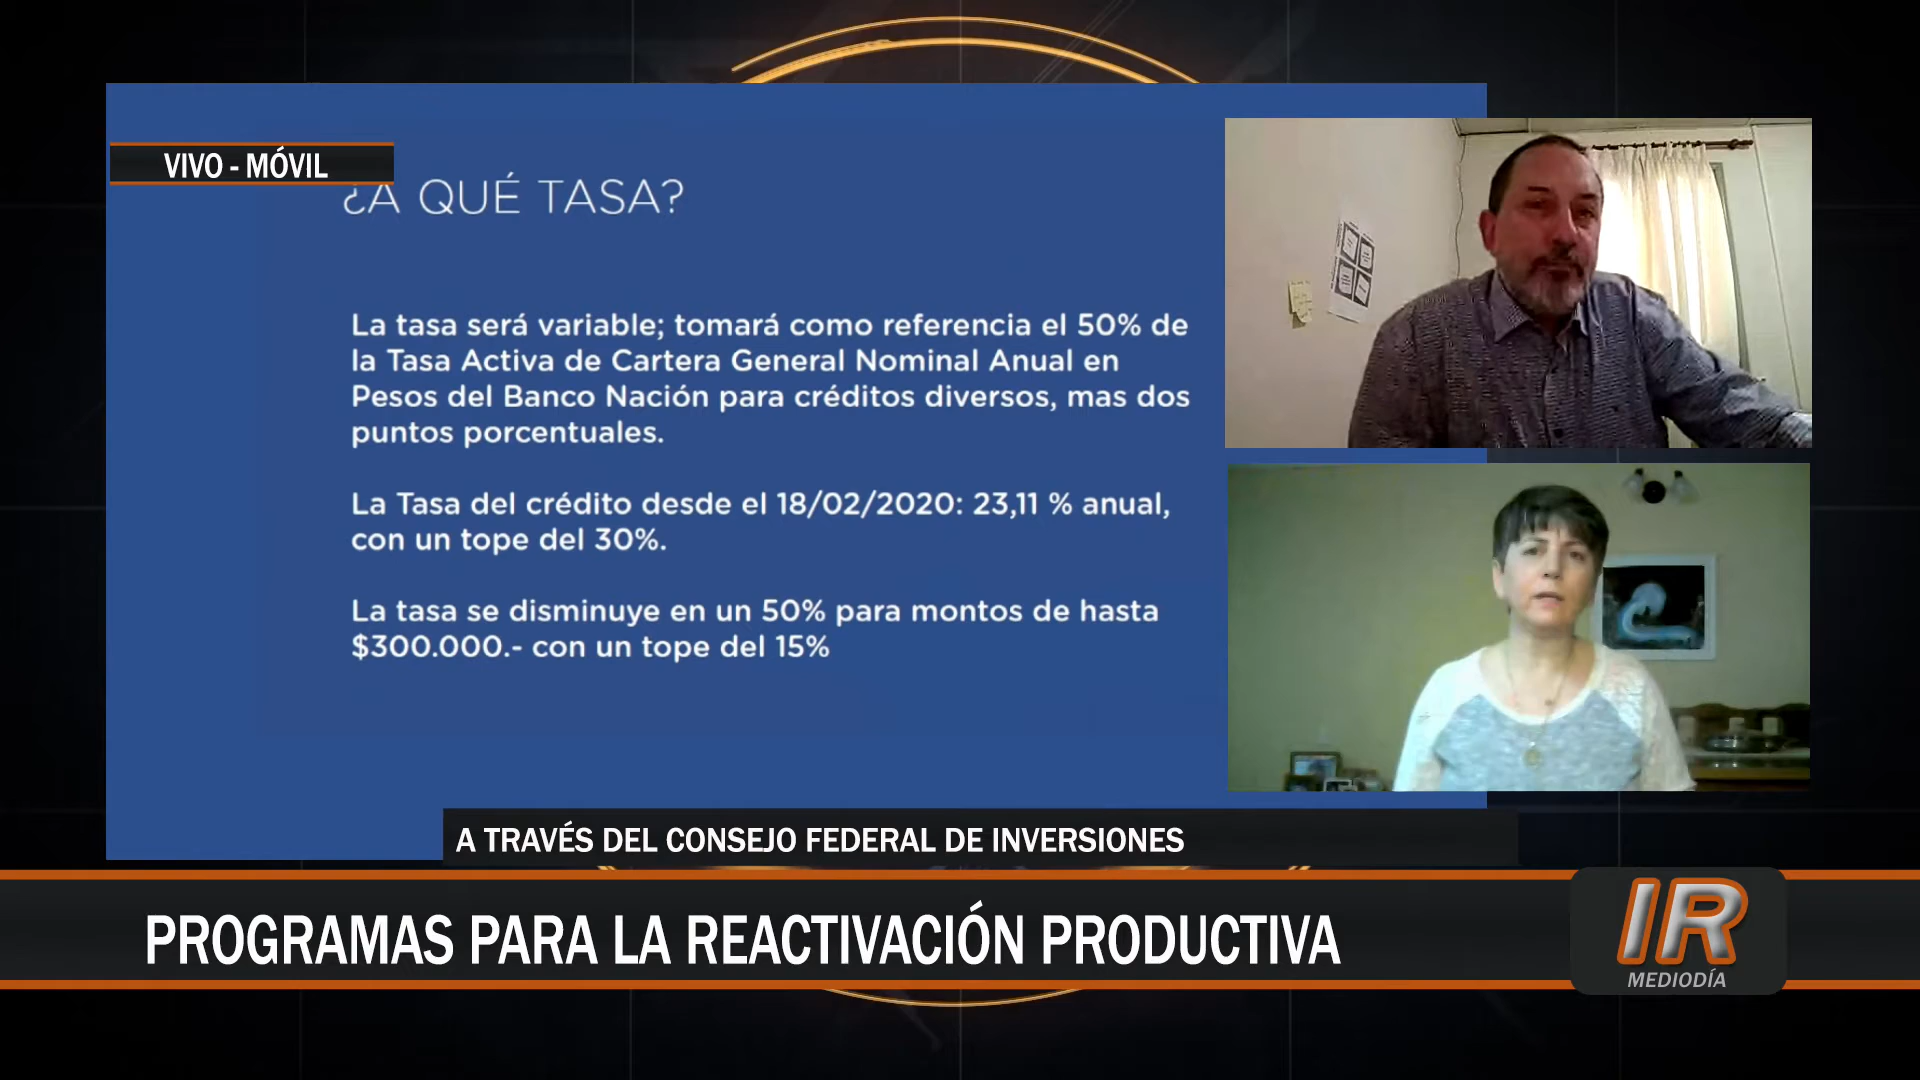 VIVO - MÓVIL
¿A QUÉ TASA?
La tasa será variable; tomará como referencia el 50% de
la Tasa Activa de Cartera General Nominal Anual en
Pesos del Banco Nación para créditos diversos, mas dos
puntos porcentuales.
La Tasa del crédito desde el 18/02/2020: 23,11 % anual,
con un tope del 30%.
La tasa se disminuye en un 50% para montos de hasta
$300.000.- con un tope del 15%
A TRAVÉS DEL CONSEJO FEDERAL DE INVERSIONES
PROGRAMAS PARA LA REACTIVACIÓN PRODUCTIVA
IR
MEDIODÍA